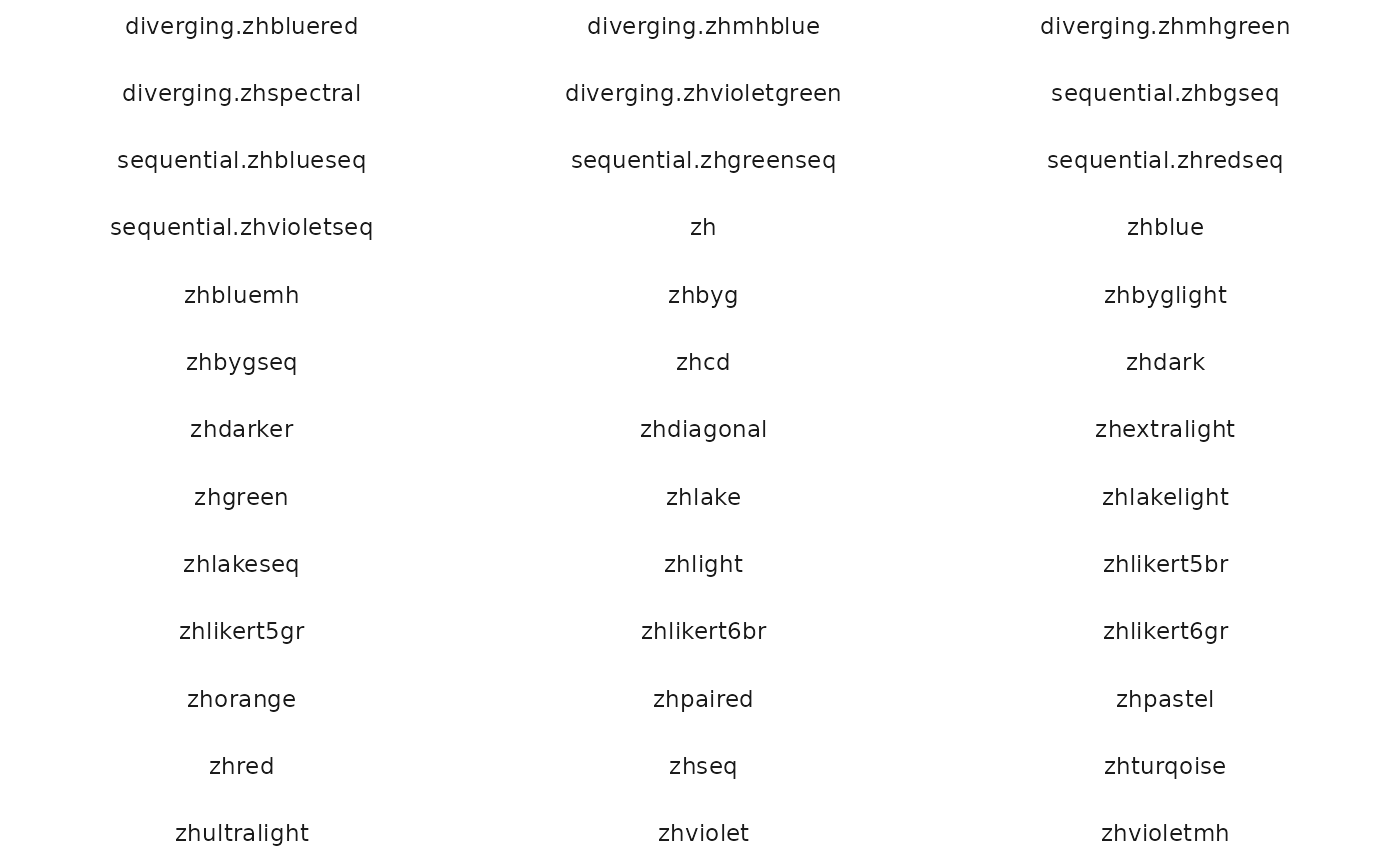 diverging.zhbluered diverging.zhmhblue diverging.zhmhgreen
diverging.zhspectral diverging.zhvioletgreen sequential.zhbgseq
sequential.zhblueseq sequential.zhgreenseq sequential.zhredseq
sequential.zhvioletseq zh zhblue
zhbluemh zhbyg zhbyglight
zhbygseq zhcd zhdark
zhdarker zhdiagonal zhextralight
zhgreen zhlake zhlakelight
zhlakeseq zhlight zhlikert5br
zhlikert5gr zhlikert6br zhlikert6gr
zhorange zhpaired zhpastel
zhred zhseq zhturqoise
zhultralight zhviolet zhvioletmh